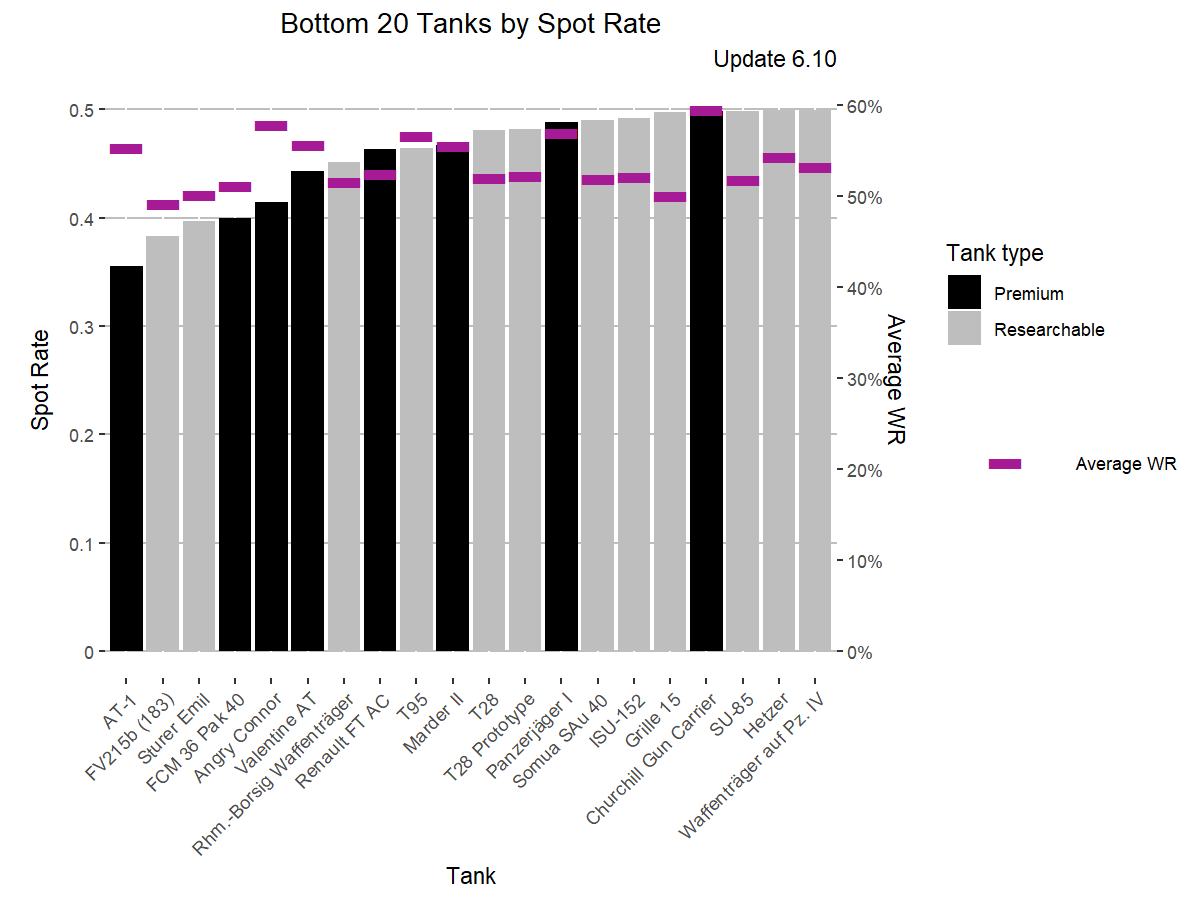 Bottom 20 Tanks by Spot Rate
Update 6.10
Spot Rate
0.5
0.4
0.3
0.2
0.1
0
60%
50%
40%
30%
20%
10%
0%
Average WR
AT-1
FV215b (183)
Sturer Emil
FCM 36 Pak 40
Angry Connor
Valentine AT
Rhm.-Borsig Waffenträger
Renault FT AC
T95
Marder II
T28
T28 Prototype
Panzerjäger I
Somua SAu 40
ISU-152
Grille 15
Churchill Gun Carrier
SU-85
Hetzer
Waffenträger auf Pz. IV
Tank
Tank type
Premium
Researchable
Average WR